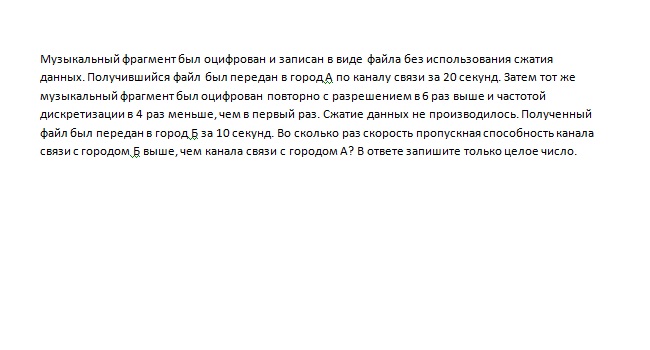 Музыкальный фрагмент был оцифрован и записан в виде файла без использования сжатия
данных. Получившийся файл был передан в город А по каналу связи за 20 секунд. Затем тот же
музыкальный фрагмент был оцифрован повторно с разрешением в 6 раз выше и частотой
дискретизации в 4 раз меньше, чем в первый раз. Сжатие данных не производилось. Полученный
файл был передан в город Б за 10 секунд. Во сколько раз скорость пропускная способность канала
связи с городом Б выше, чем канала связи с городом А? В ответе запишите только целое число.